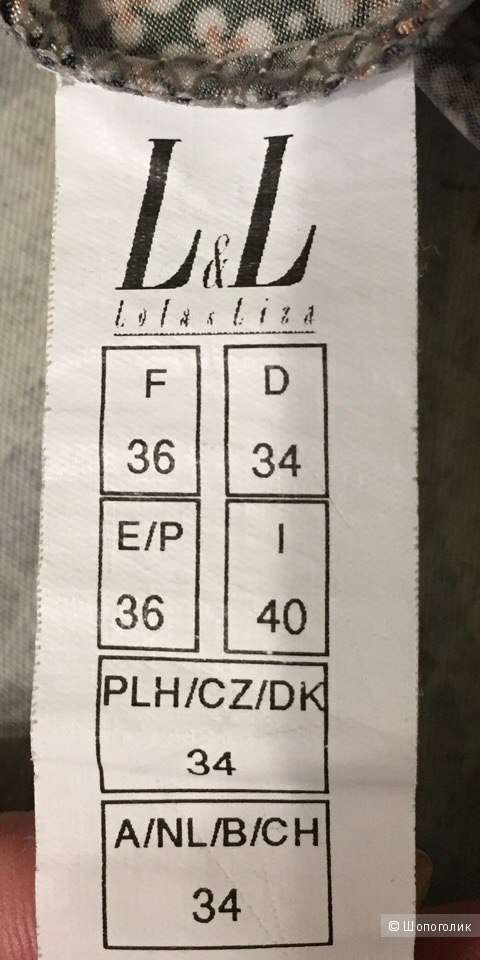 L&L
Lola & Liza
F D
36 34
E/P I
36 40
PLH/CZ/DK
34
A/NL/B/CH
34
© Шопоголик